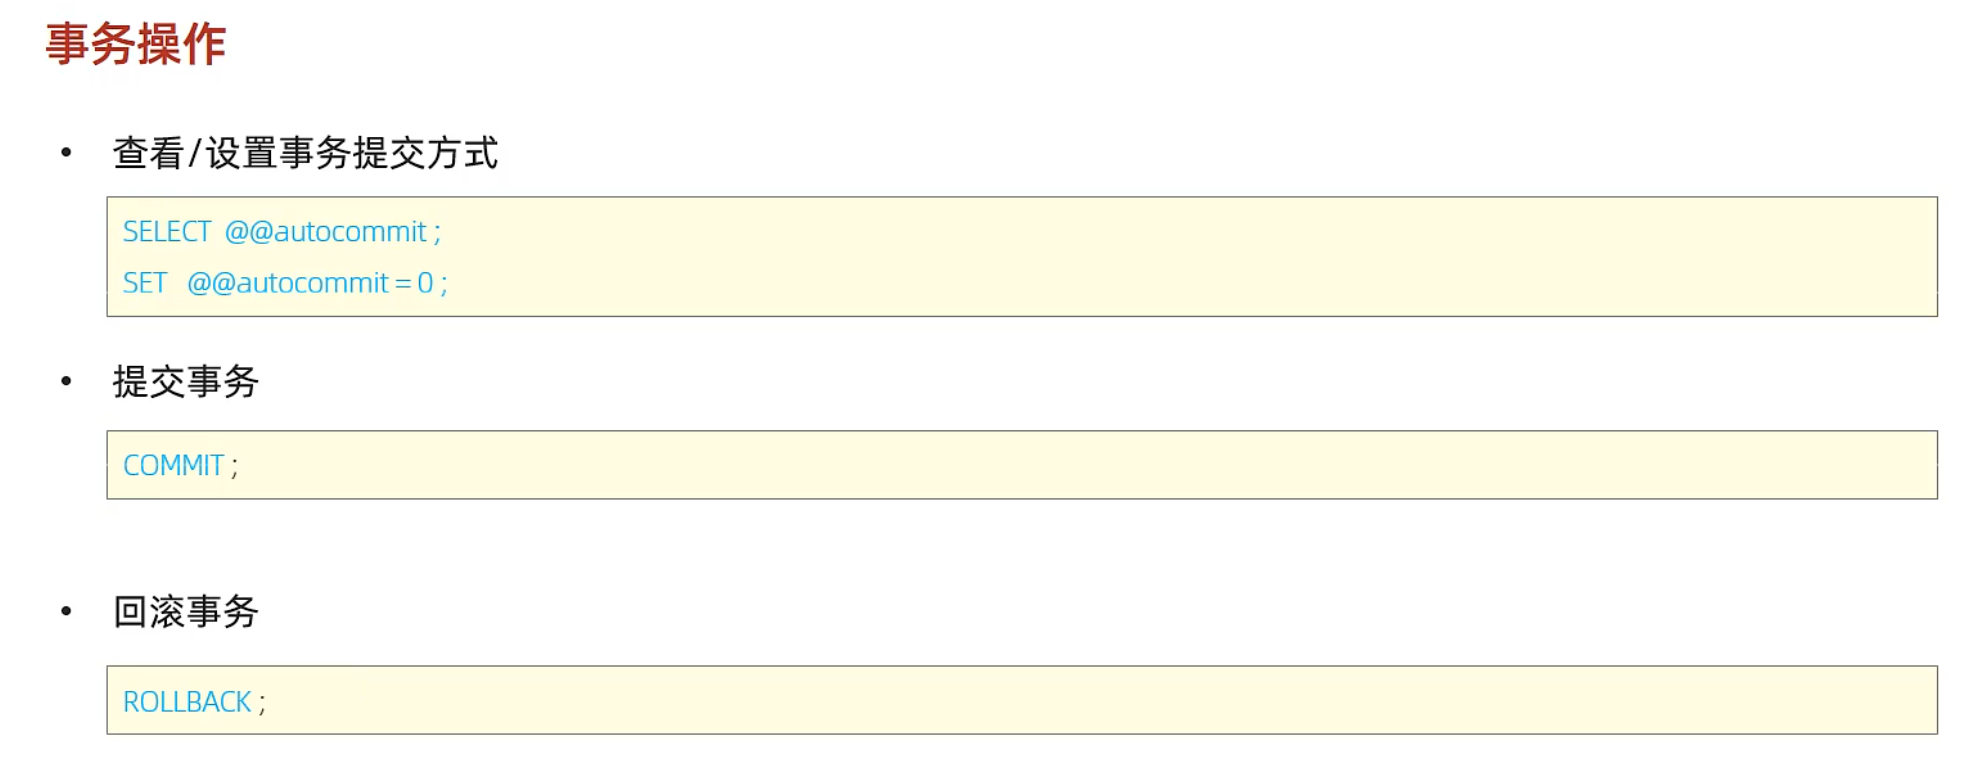 事务操作
• 查看/设置事务提交方式
SELECT @@autocommit ;
SET @@autocommit = 0 ;
• 提交事务
COMMIT ;
• 回滚事务
ROLLBACK ;